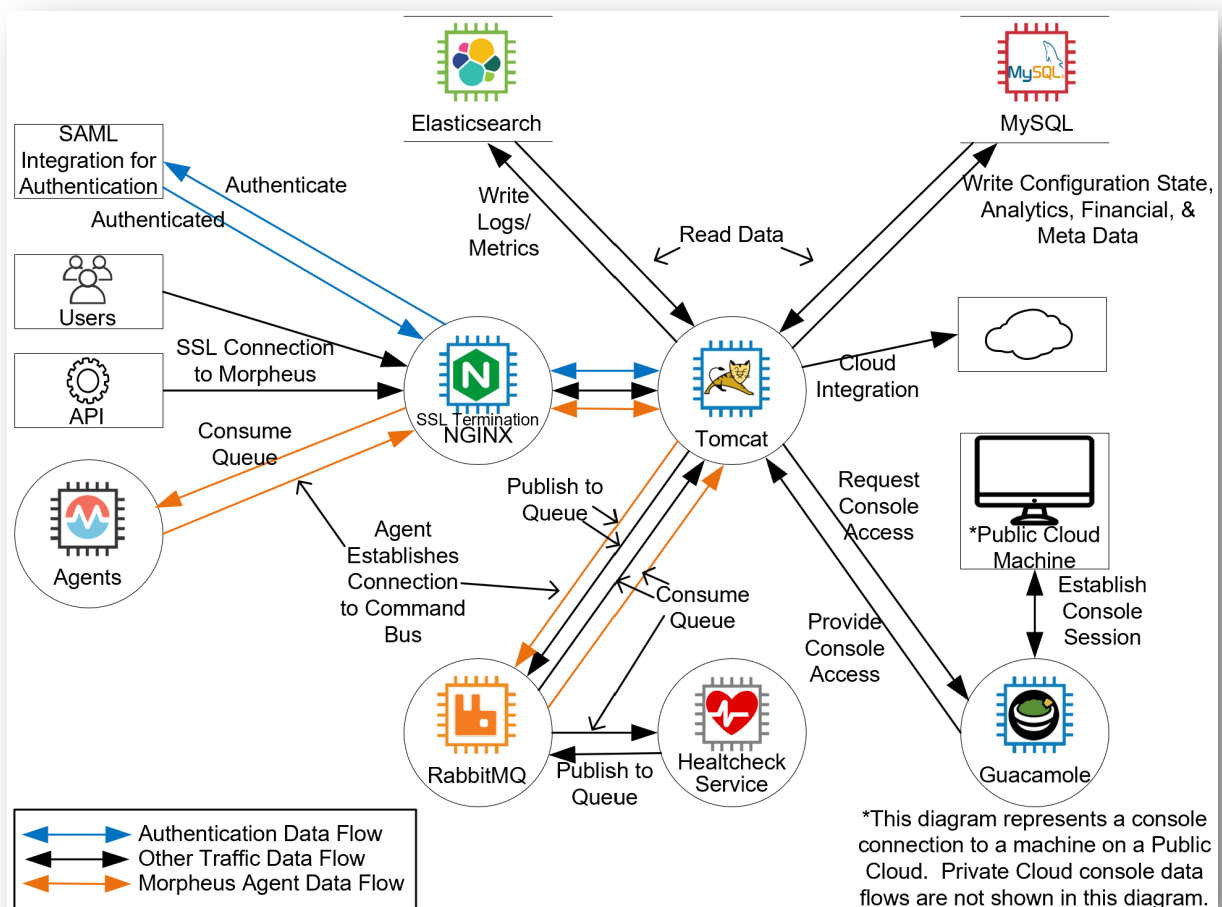 Elasticsearch
MySQL
MySQL
SAML
Integration for
Authentication
Authenticate
Authenticated
Write
Logs/
Metrics
Read Data
Write Configuration State,
Analytics, Financial, &
Meta Data
Users
SSL Connection
to Morpheus
API
N
SSL Termination
NGINX
Tomcat
Cloud
Integration
Consume
Queue
Agents
Agent
Establishes
Connection
to Command
Bus
Publish to
Queue
Request
Console
Access
*Public Cloud
Machine
Consume
Queue
Provide
Console
Access
Establish
Console
Session
RabbitMQ
Publish to
Queue
Healtcheck
Service
Guacamole
Authentication Data Flow
Other Traffic Data Flow
Morpheus Agent Data Flow
*This diagram represents a console
connection to a machine on a Public
Cloud. Private Cloud console data
flows are not shown in this diagram.